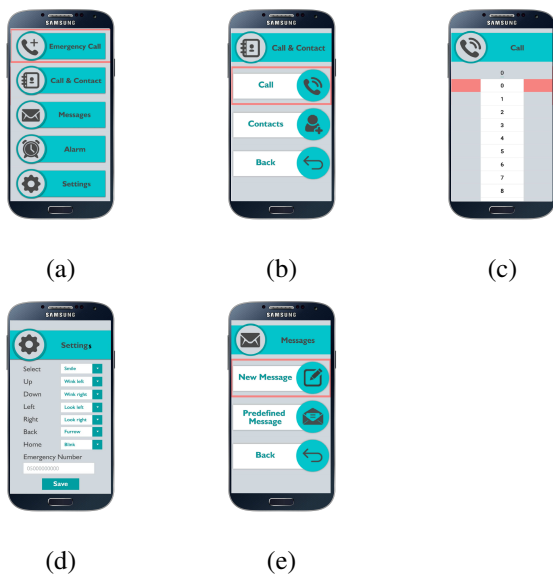 SAMSUNG
Emergency Call
Call & Contact
Messages
Alarm
Settings
(a)
SAMSUNG
Call & Contact
Call
Contacts
Back
(b)
SAMSUNG
Call
0
0
1
2
3
4
5
6
7
8
(c)
SAMSUNG
Settings
Select Smile
Up Wink left
Down Wink right
Left Look left
Right Look right
Back Furrow
Home Blink
Emergency Number
Save
(d)
SAMSUNG
Messages
New Message
Predefined
Message
Back
(e)